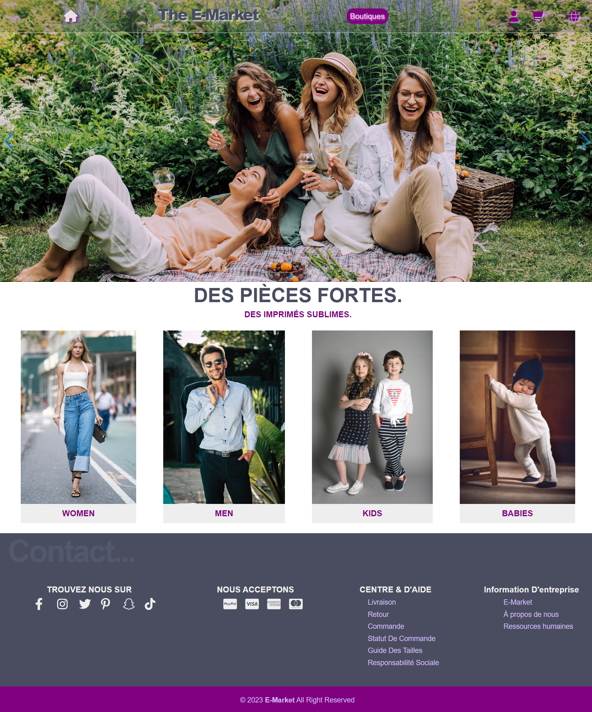 The E-Market
Boutiques
DES PIÈCES FORTES.
DES IMPRIMÉS SUBLIMES.
WOMEN
MEN
KIDS
BABIES
Contact...
TROUVEZ NOUS SUR
NOUS ACCEPTONS
PayPal
VISA
CENTRE & D'AIDE
Livraison
Retour
Commande
Statut De Commande
Guide Des Tailles
Responsabilité Sociale
Information D'entreprise
E-Market
À propos de nous
Ressources humaines
© 2023 E-Market All Right Reserved